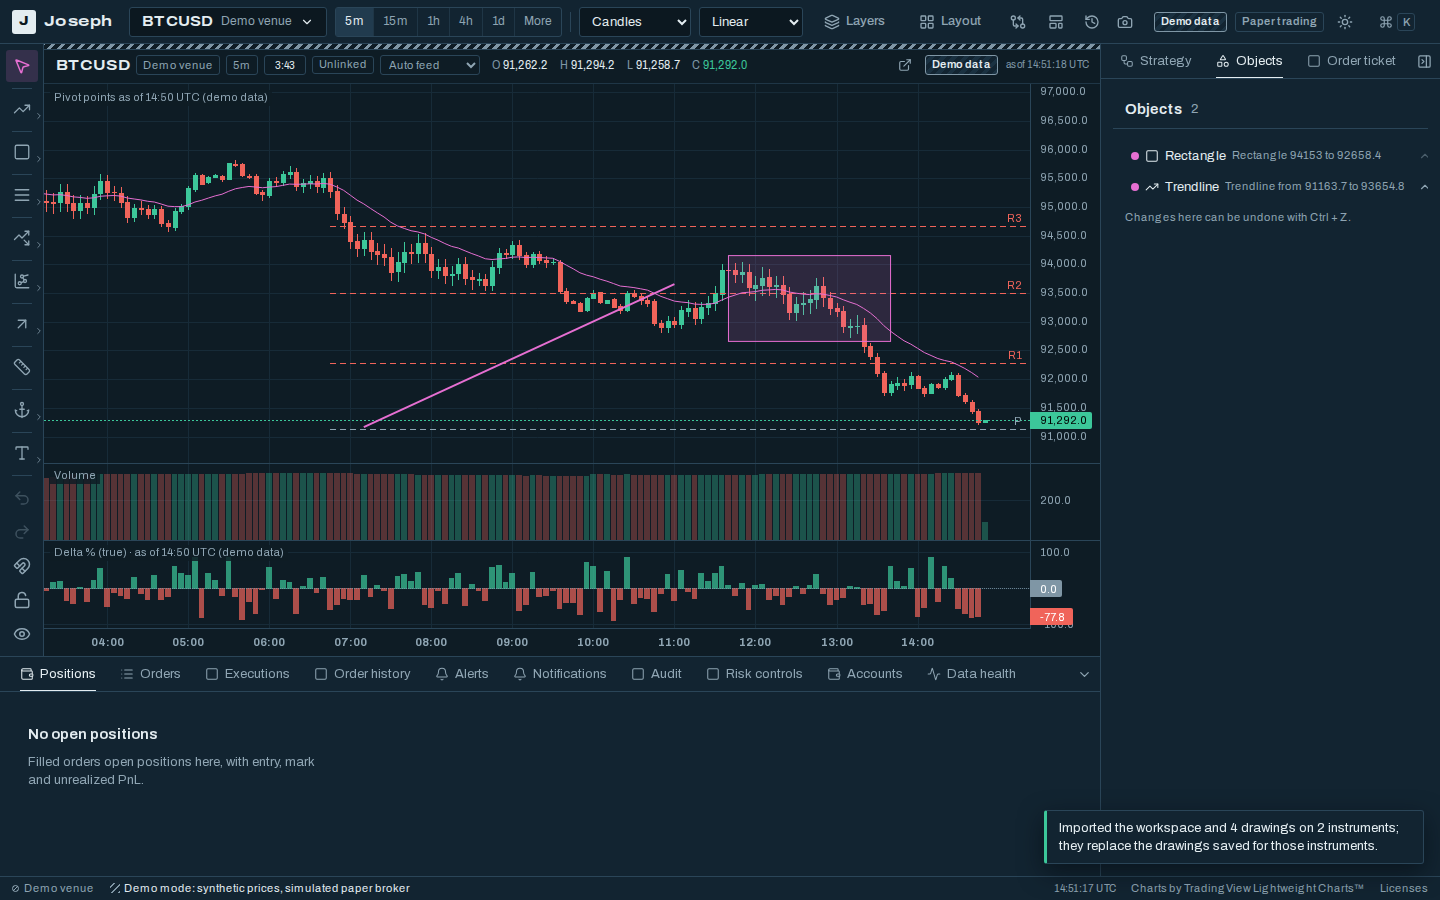 J Joseph
BTCUSD Demo venue
5m 15m 1h 4h 1d More
Candles
Linear
Layers
Layout
Demo data
Paper trading
⌘ K
BTCUSD Demo venue 5m 3:43 Unlinked Auto feed O 91,262.2 H 91,294.2 L 91,258.7 C 91,292.0
Demo data as of 14:51:18 UTC
Pivot points as of 14:50 UTC (demo data)
97,000.0
96,500.0
96,000.0
95,500.0
95,000.0
R3
94,500.0
94,000.0
R2
93,500.0
93,000.0
92,500.0
R1
92,000.0
91,500.0
P
91,292.0
91,000.0
Volume
200.0
Delta % (true) · as of 14:50 UTC (demo data)
100.0
0.0
-77.8
04:00 05:00 06:00 07:00 08:00 09:00 10:00 11:00 12:00 13:00 14:00
Strategy Objects Order ticket
Objects 2
Rectangle Rectangle 94153 to 92658.4
Trendline Trendline from 91163.7 to 93654.8
Changes here can be undone with Ctrl + Z.
Positions Orders Executions Order history Alerts Notifications Audit Risk controls Accounts Data health
No open positions
Filled orders open positions here, with entry, mark
and unrealized PnL.
Imported the workspace and 4 drawings on 2 instruments;
they replace the drawings saved for those instruments.
Demo venue
Demo mode: synthetic prices, simulated paper broker
14:51:17 UTC
Charts by TradingView Lightweight Charts™
Licenses